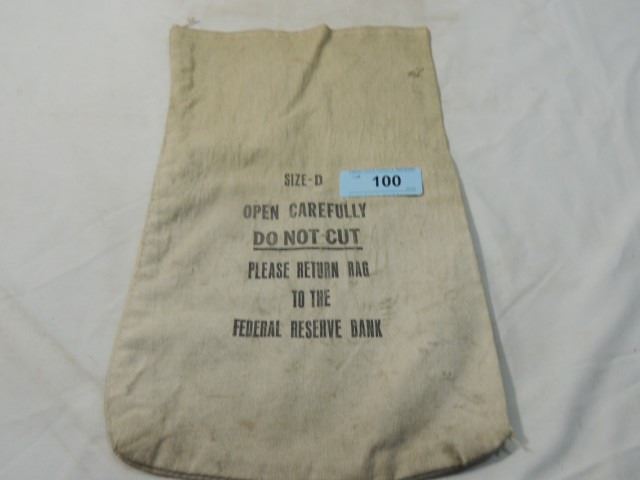 SIZE-D
100
OPEN CAREFULLY
DO NOT CUT
PLEASE RETURN BAG
TO THE
FEDERAL RESERVE BANK